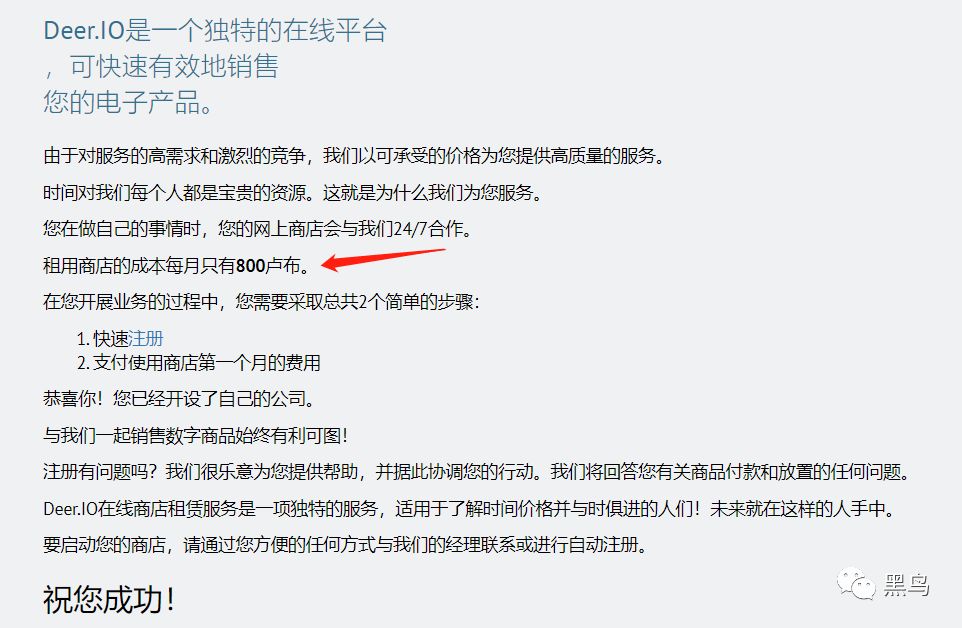 Deer.IO是一个独特的在线平台
，可快速有效地销售
您的电子产品。
由于对服务的高需求和激烈的竞争，我们以可承受的价格为您提供高质量的服务。
时间对我们每个人都是宝贵的资源。这就是为什么我们为您服务。
您在做自己的事情时，您的网上商店会与我们24/7合作。
租用商店的成本每月只有800卢布。
在您开展业务的过程中，您需要采取总共2个简单的步骤：
1. 快速注册
2. 支付使用商店第一个月的费用
恭喜你！您已经开设了自己的公司。
与我们一起销售数字商品始终有利可图！
注册有问题吗？我们很乐意为您提供帮助，并据此协调您的行动。我们将回答您有关商品付款和放置的任何问题。
Deer.IO在线商店租赁服务是一项独特的服务，适用于了解时间价格并与时俱进的人们！未来就在这样的人手中。
要启动您的商店，请通过您方便的任何方式与我们的经理联系或进行自动注册。
祝您成功！
黑鸟